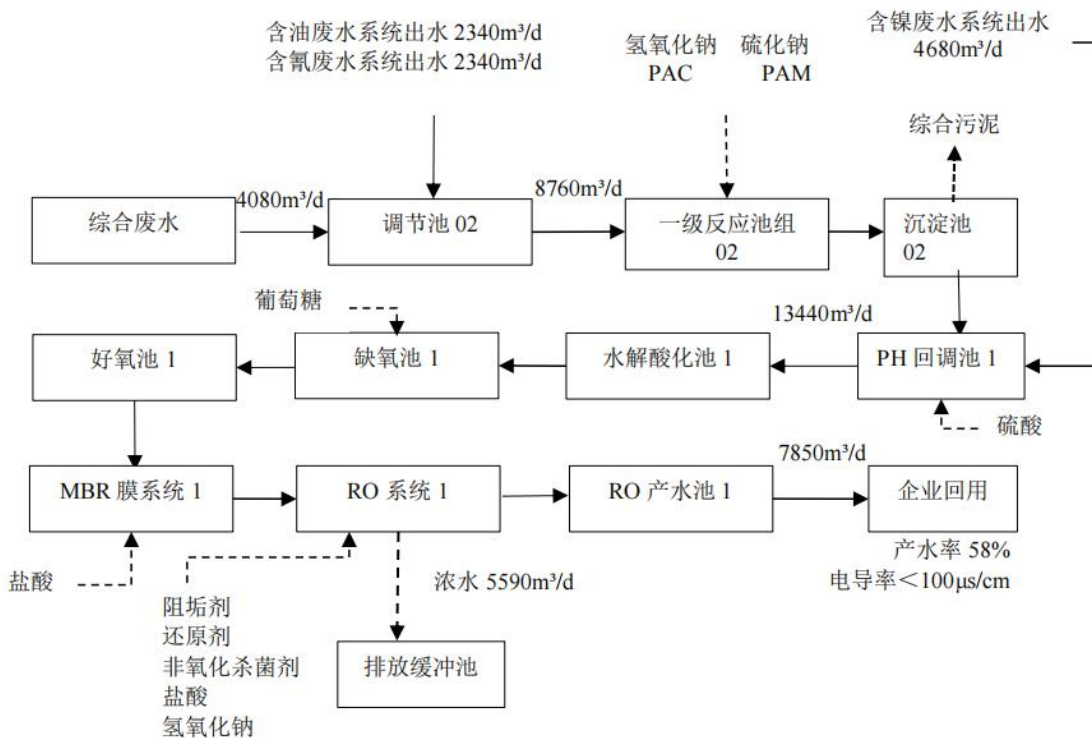 含油废水系统出水 2340m³/d
含氰废水系统出水 2340m³/d
氢氧化钠 硫化钠
PAC PAM
含镍废水系统出水
4680m³/d
综合污泥
综合废水
4080m³/d
调节池 02
8760m³/d
一级反应池组
02
沉淀池
02
葡萄糖
13440m³/d
好氧池 1
缺氧池 1
水解酸化池 1
PH 回调池 1
硫酸
7850m³/d
MBR 膜系统 1
RO 系统 1
RO 产水池 1
企业回用
产水率 58%
电导率＜100μs/cm
盐酸
浓水 5590m³/d
阻垢剂
还原剂
非氧化杀菌剂
盐酸
氢氧化钠
排放缓冲池